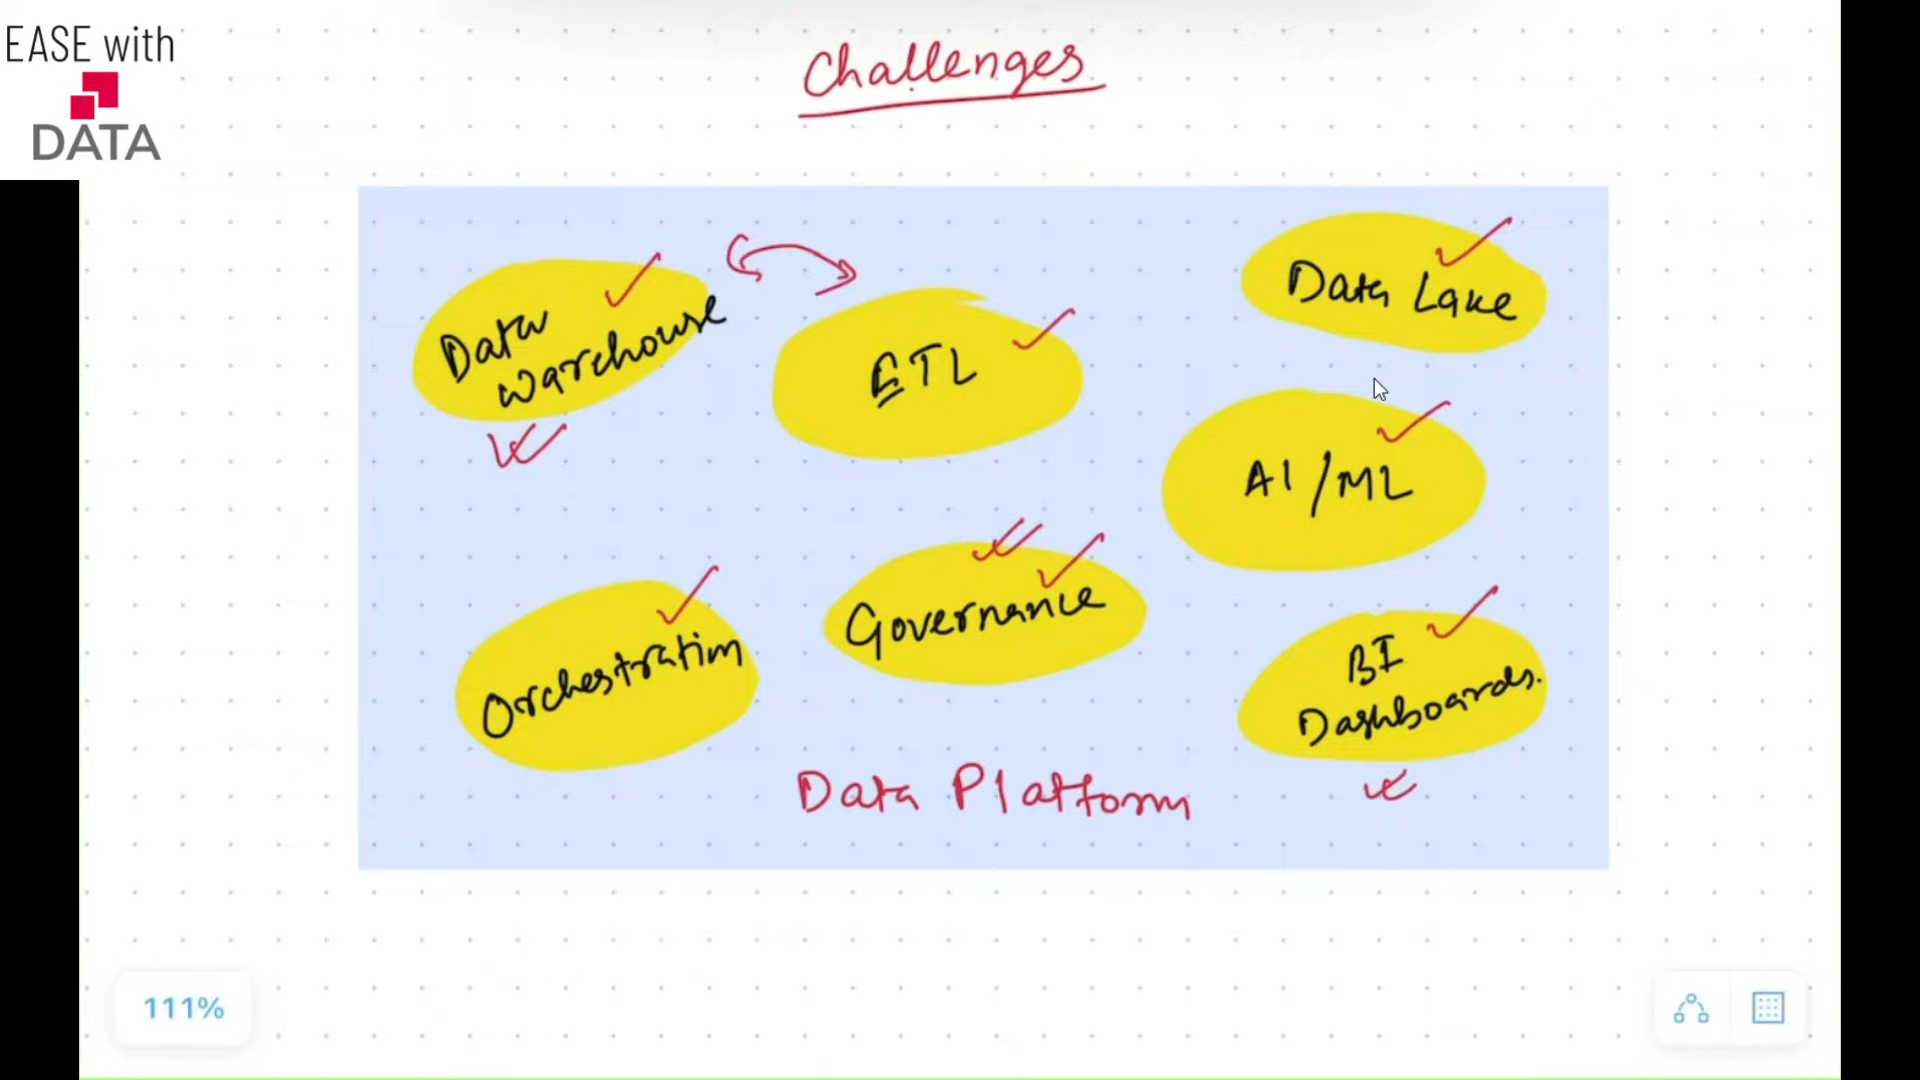 EASE with
DATA
Challenges
Data
Warehouse
ETL
Data Lake
AI/ML
Orchestration
Governance
BI
Dashboards.
Data Platform
111%